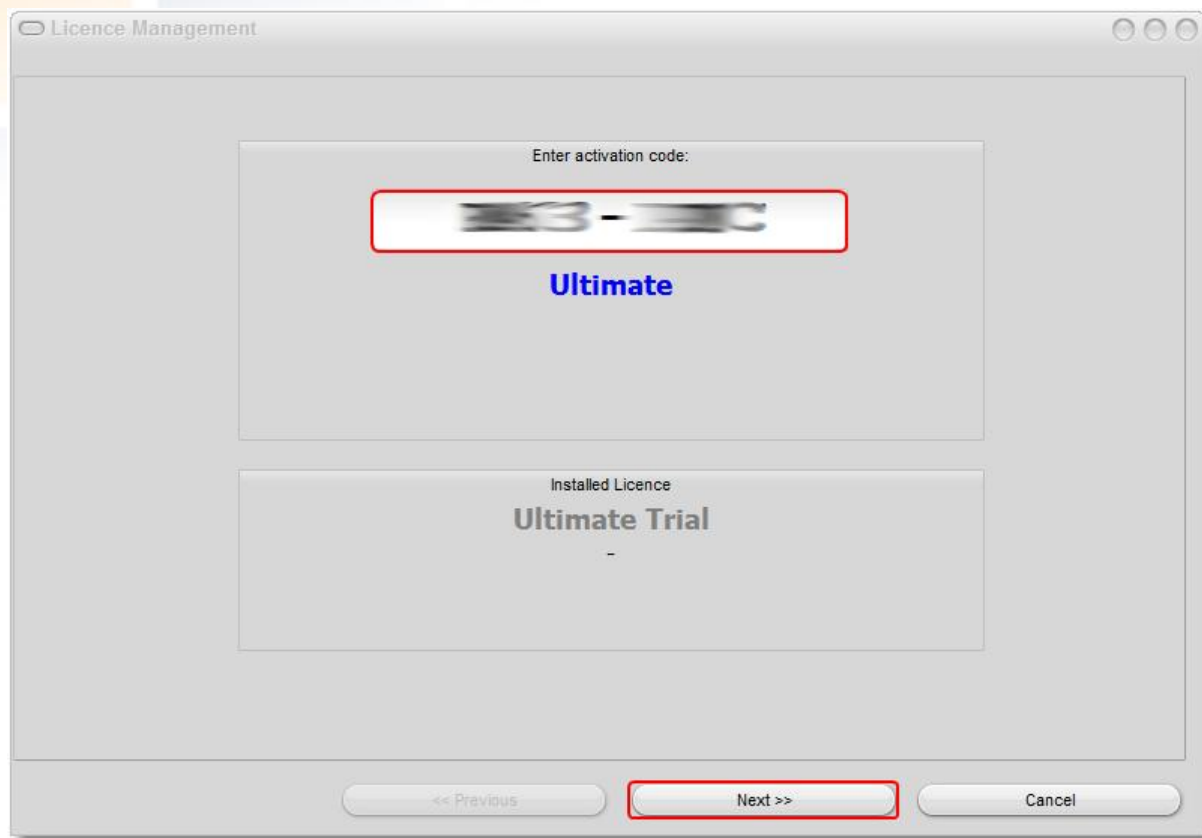 Licence Management
Enter activation code:
Ultimate
Installed Licence
Ultimate Trial
-
<< Previous Next >> Cancel